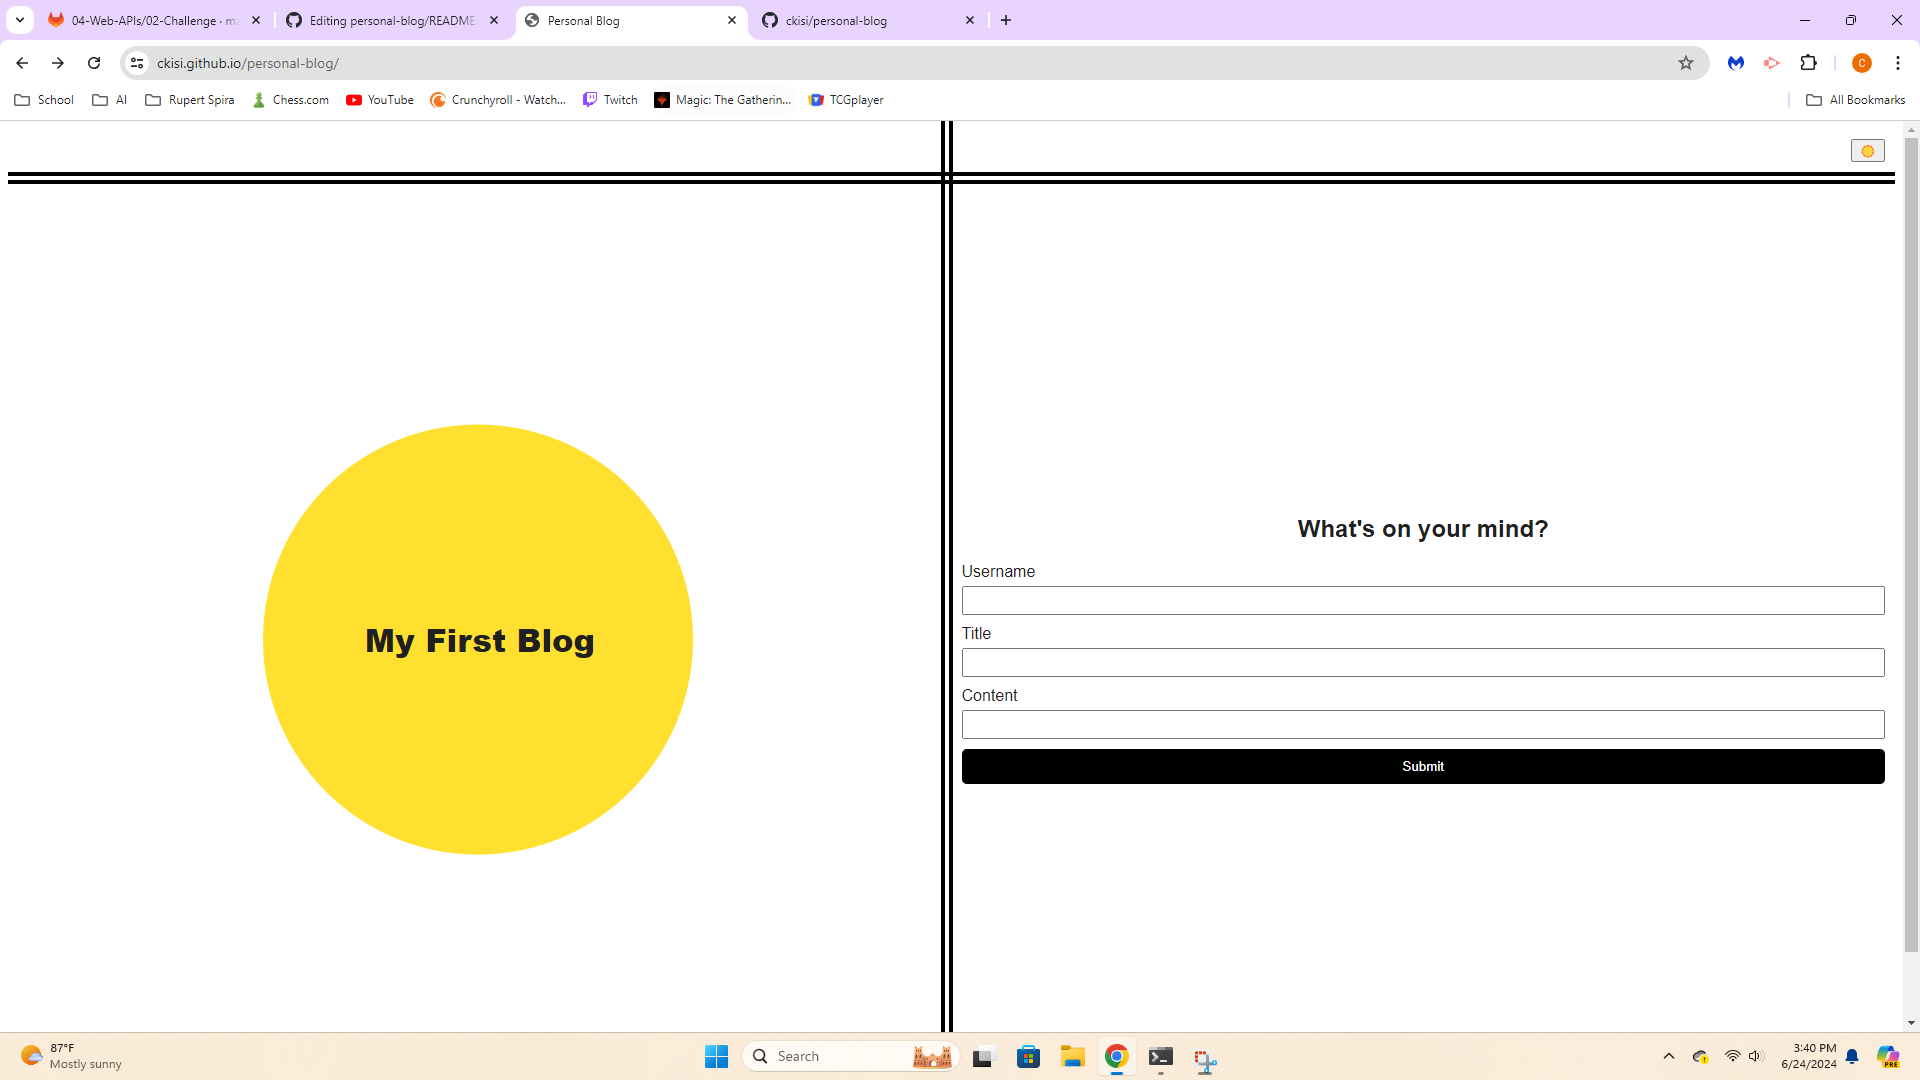 04-Web-APIs/02-Challenge · ma
Editing personal-blog/README
Personal Blog
ckisi/personal-blog
ckisi.github.io/personal-blog/
C
School
AI
Rupert Spira
Chess.com
YouTube
Crunchyroll - Watch...
Twitch
Magic: The Gatherin...
TCGplayer
All Bookmarks
My First Blog
What's on your mind?
Username
Title
Content
Submit
87°F
Mostly sunny
Search
3:40 PM
6/24/2024
PRE